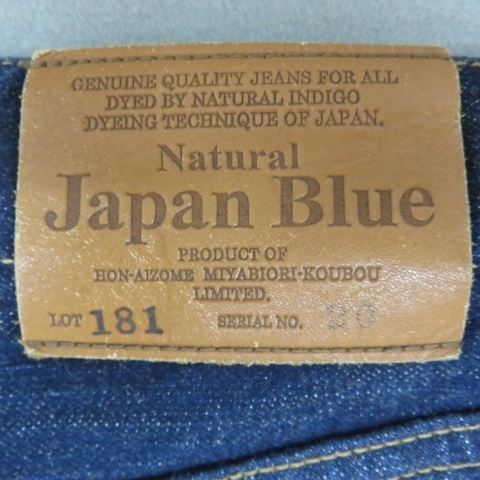 GENUINE QUALITY JEANS FOR ALL
DYED BY NATURAL INDIGO
DYEING TECHNIQUE OF JAPAN.
Natural
Japan Blue
PRODUCT OF
HON-AIZOME MIYABIORI-KOUBOU
LIMITED.
LOT 181 SERIAL NO. 20